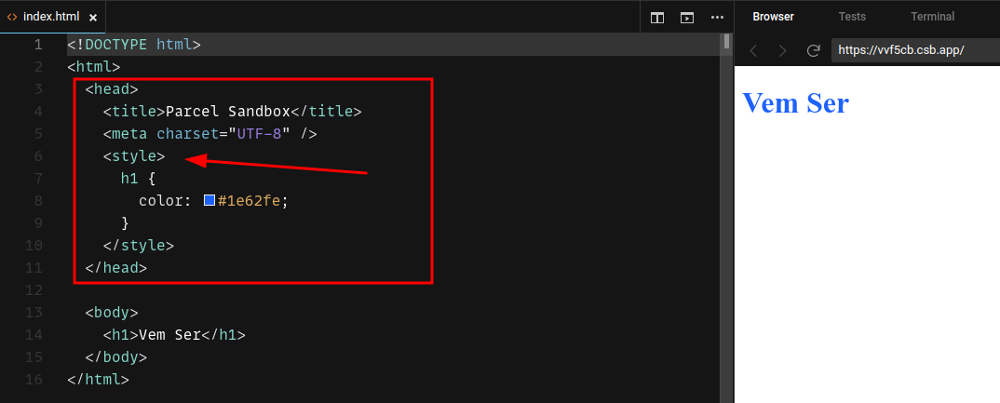 index.html
1 <!DOCTYPE html>
2 <html>
3 <head>
4 <title>Parcel Sandbox</title>
5 <meta charset="UTF-8" />
6 <style>
7 h1 {
8 color: #1e62fe;
9 }
10 </style>
11 </head>
12
13 <body>
14 <h1>Vem Ser</h1>
15 </body>
16 </html>
Browser Tests Terminal
https://vvf5cb.csb.app/
Vem Ser